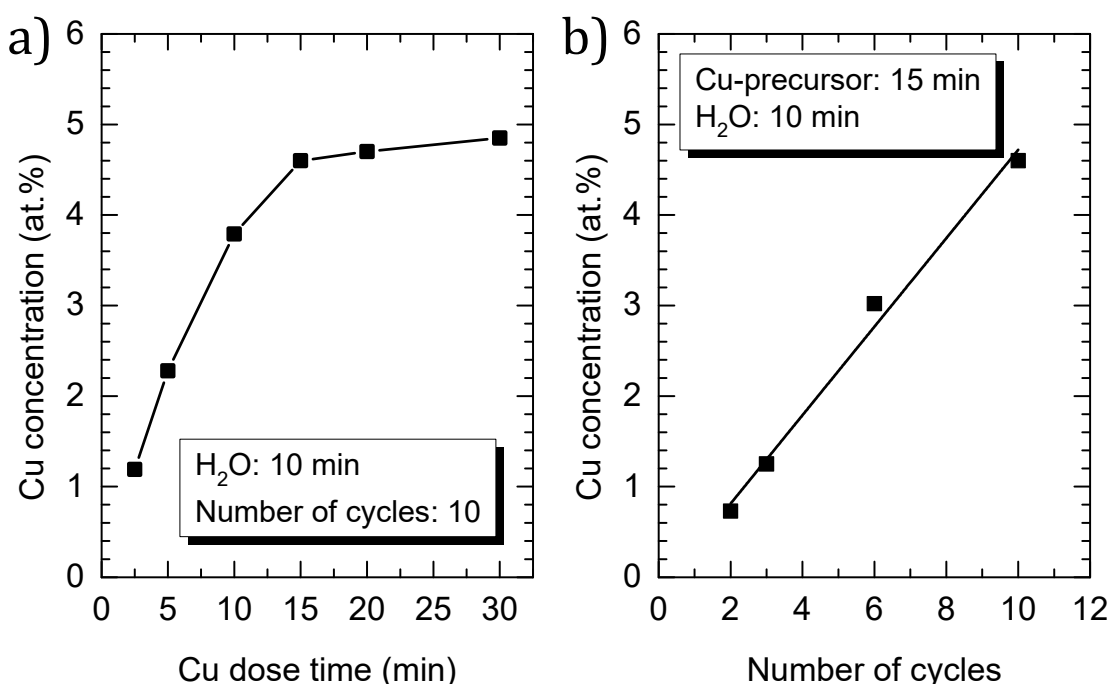 a)
6
5
4
3
2
1
0
Cu concentration (at.%)
H₂O: 10 min
Number of cycles: 10
0 5 10 15 20 25 30
Cu dose time (min)
b)
6
5
4
3
2
1
0
Cu concentration (at.%)
Cu-precursor: 15 min
H₂O: 10 min
0 2 4 6 8 10 12
Number of cycles